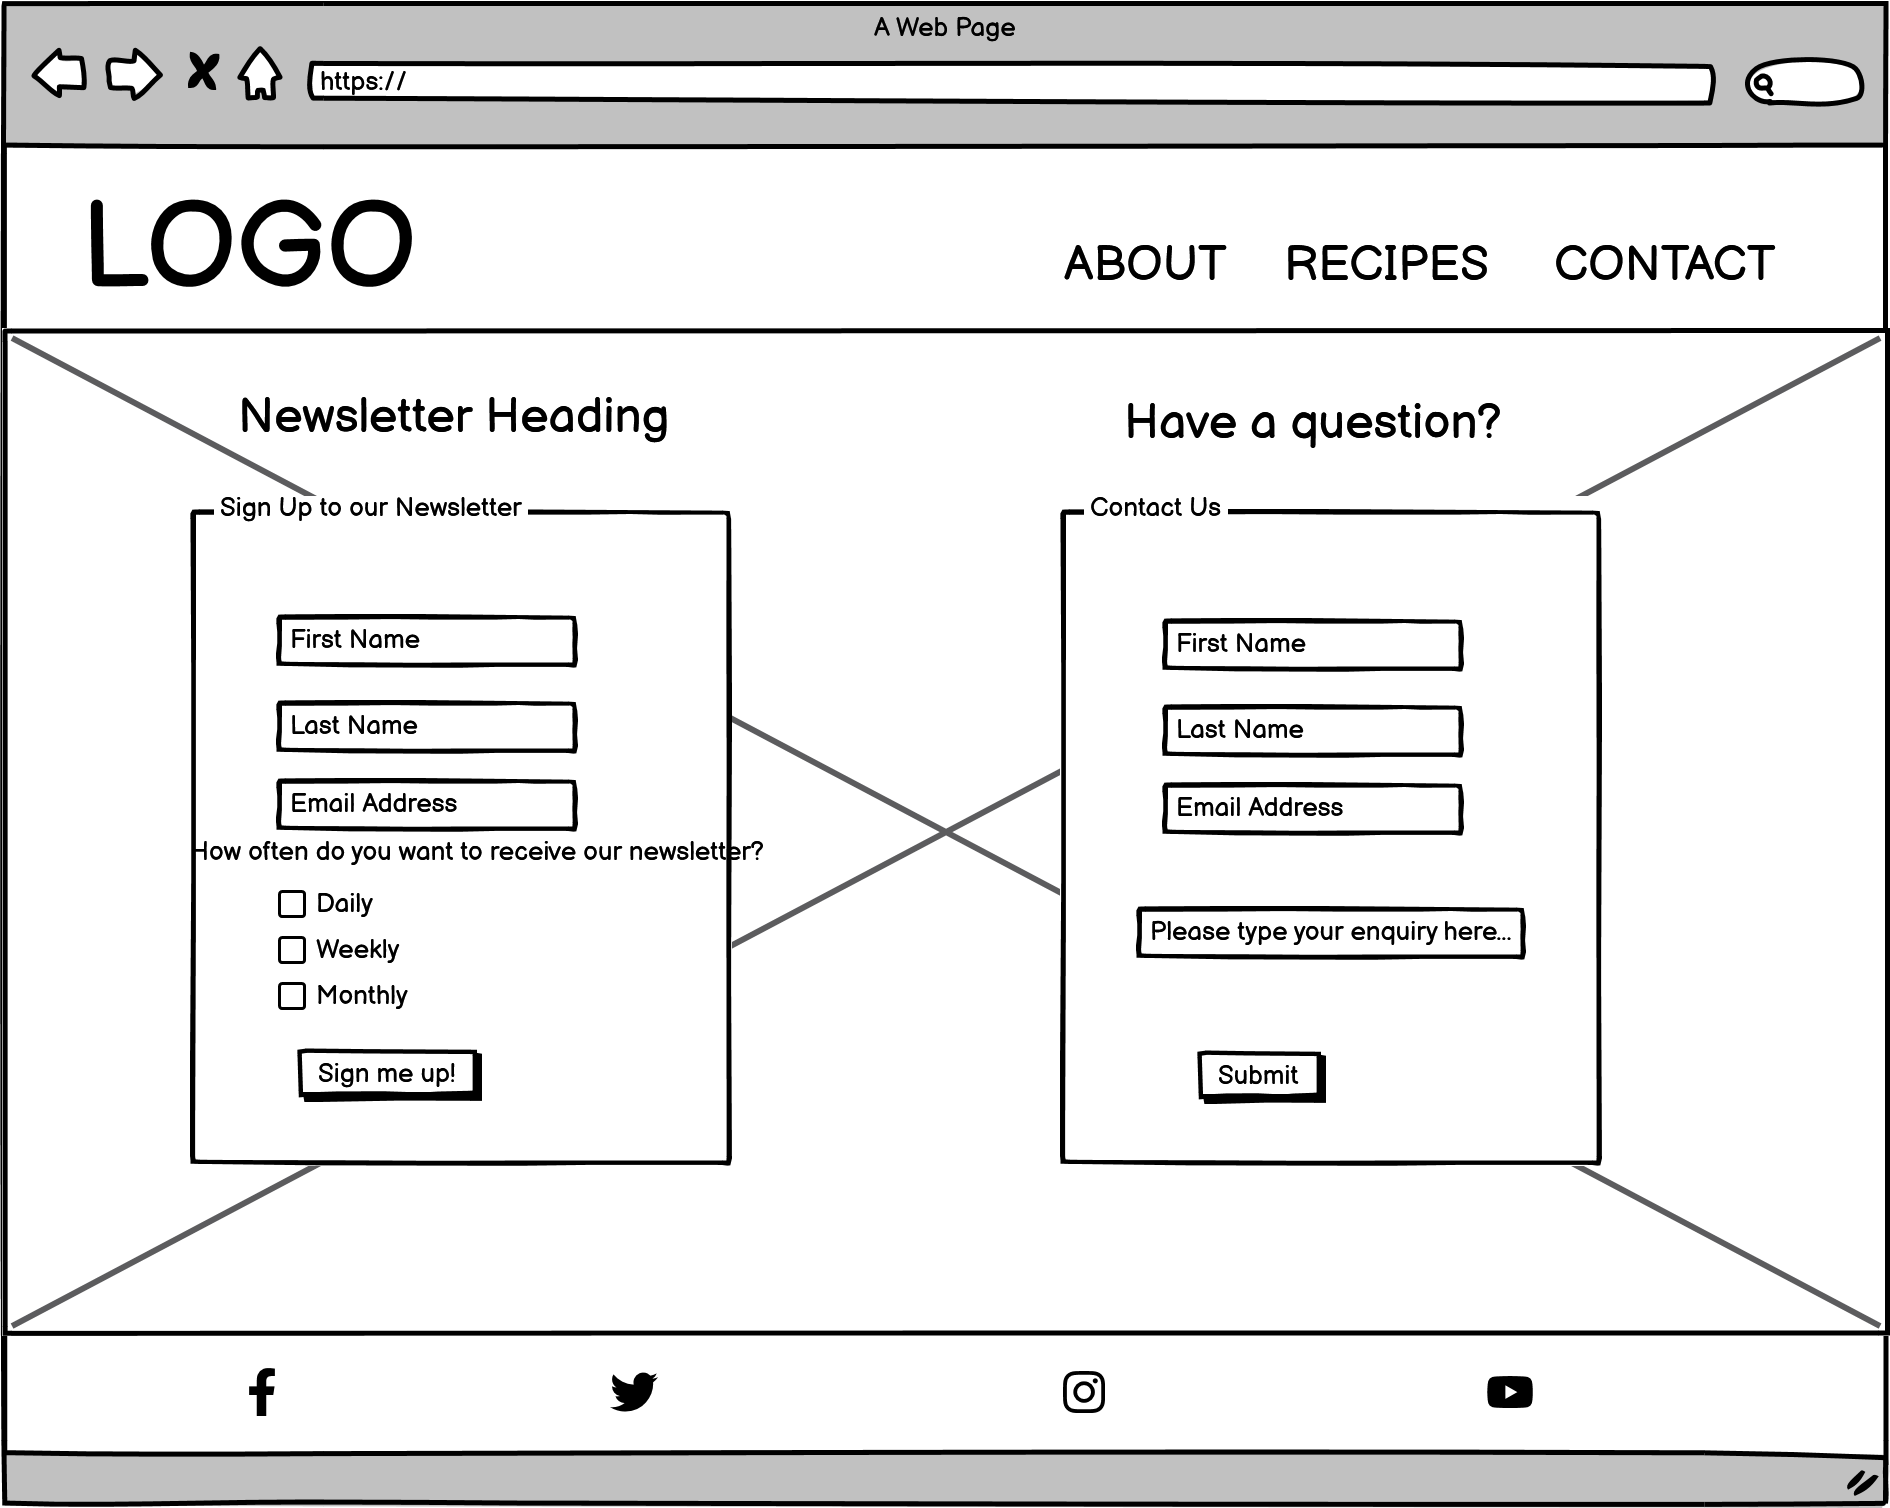 A Web Page
https://
LOGO
ABOUT RECIPES CONTACT
Newsletter Heading
Sign Up to our Newsletter
First Name
Last Name
Email Address
How often do you want to receive our newsletter?
Daily
Weekly
Monthly
Sign me up!
Have a question?
Contact Us
First Name
Last Name
Email Address
Please type your enquiry here...
Submit